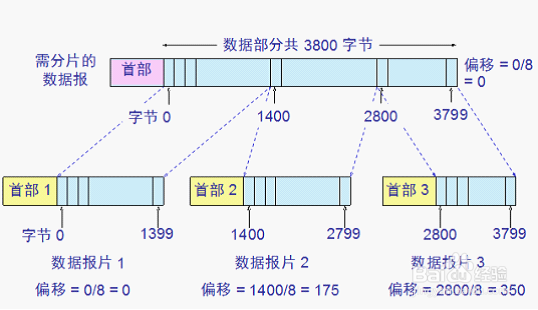 数据部分共 3800 字节
需分片的
数据报
首部
偏移 = 0/8
= 0
字节 0
1400
2800
3799
首部 1
首部 2
首部 3
字节 0
1399
1400
2799
2800
3799
数据报片 1
数据报片 2
数据报片 3
偏移 = 0/8 = 0
偏移 = 1400/8 = 175
偏移 = 2800/8 = 350
Bai 经验